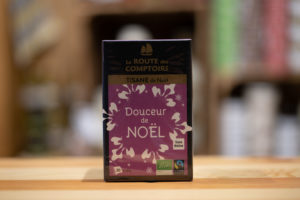 La ROUTE des
COMPTOIRS
TISANE de Noël
Douceur
de
NOËL